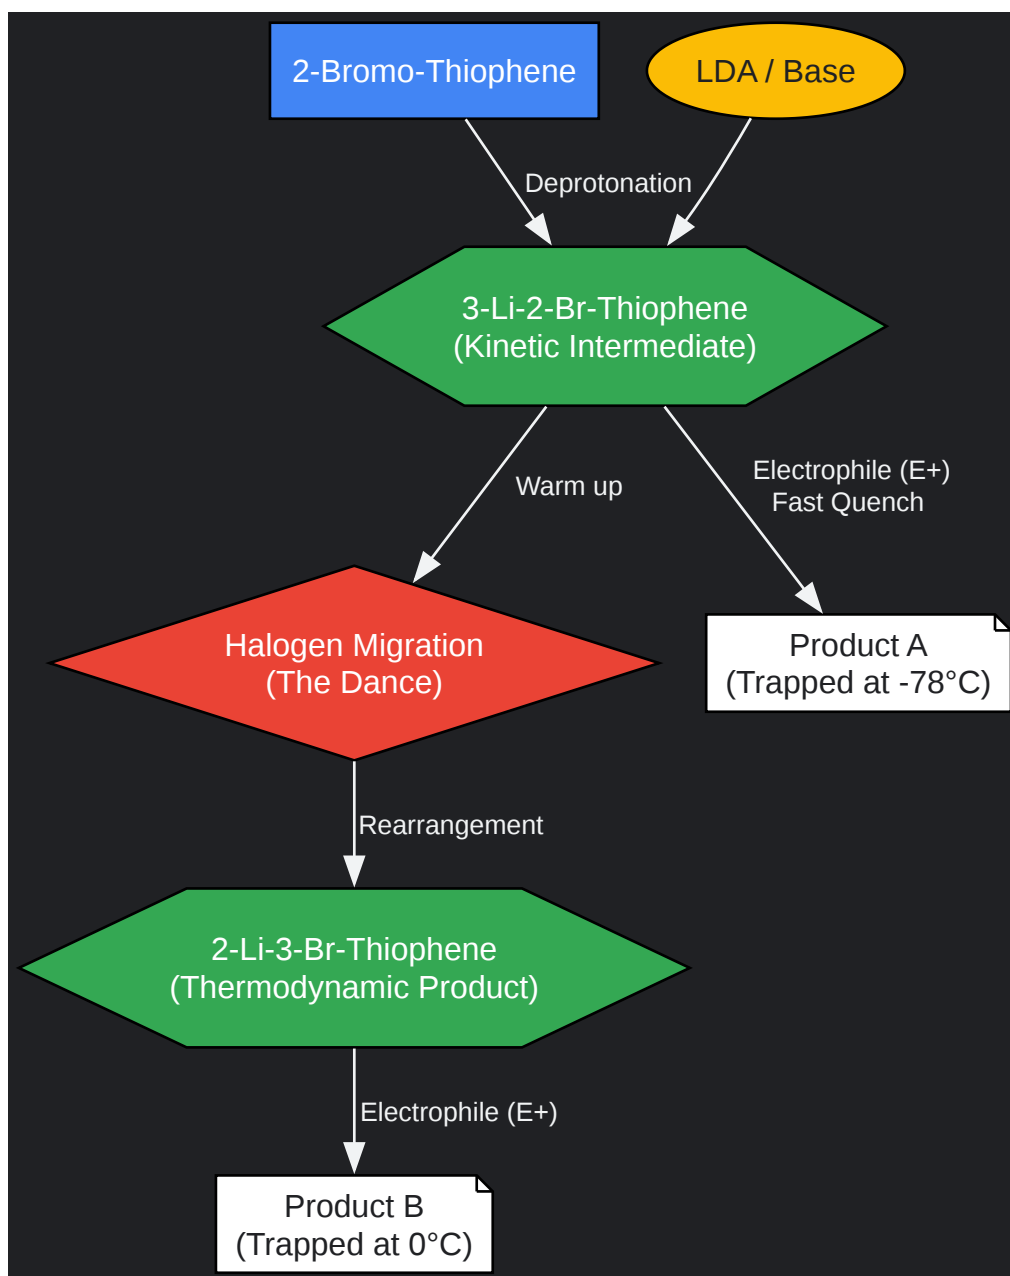 2-Bromo-Thiophene
LDA / Base
Deprotonation
3-Li-2-Br-Thiophene
(Kinetic Intermediate)
Warm up
Electrophile (E+)
Fast Quench
Halogen Migration
(The Dance)
Product A
(Trapped at -78°C)
Rearrangement
2-Li-3-Br-Thiophene
(Thermodynamic Product)
Electrophile (E+)
Product B
(Trapped at 0°C)